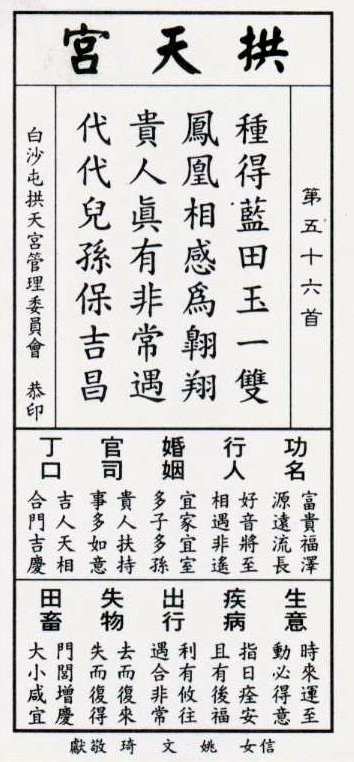 拱天宮
第五十六首
種得藍田玉一雙
鳳凰相感為翺翔
貴人眞有非常遇
代代兒孫保吉昌
白沙屯拱天宮管理委員會 恭印
功名
富貴福澤
源遠流長
行人
好音將至
相遇非遙
婚姻
宜家宜室
多子多孫
官司
貴人扶持
事多如意
丁口
吉人天相
合門吉慶
生意
時來運至
動必得意
疾病
指日痊安
且有後福
出行
利有攸往
遇合非常
失物
去而復來
失而復得
田畜
門閭增慶
大小咸宜
信女 姚文琦敬獻